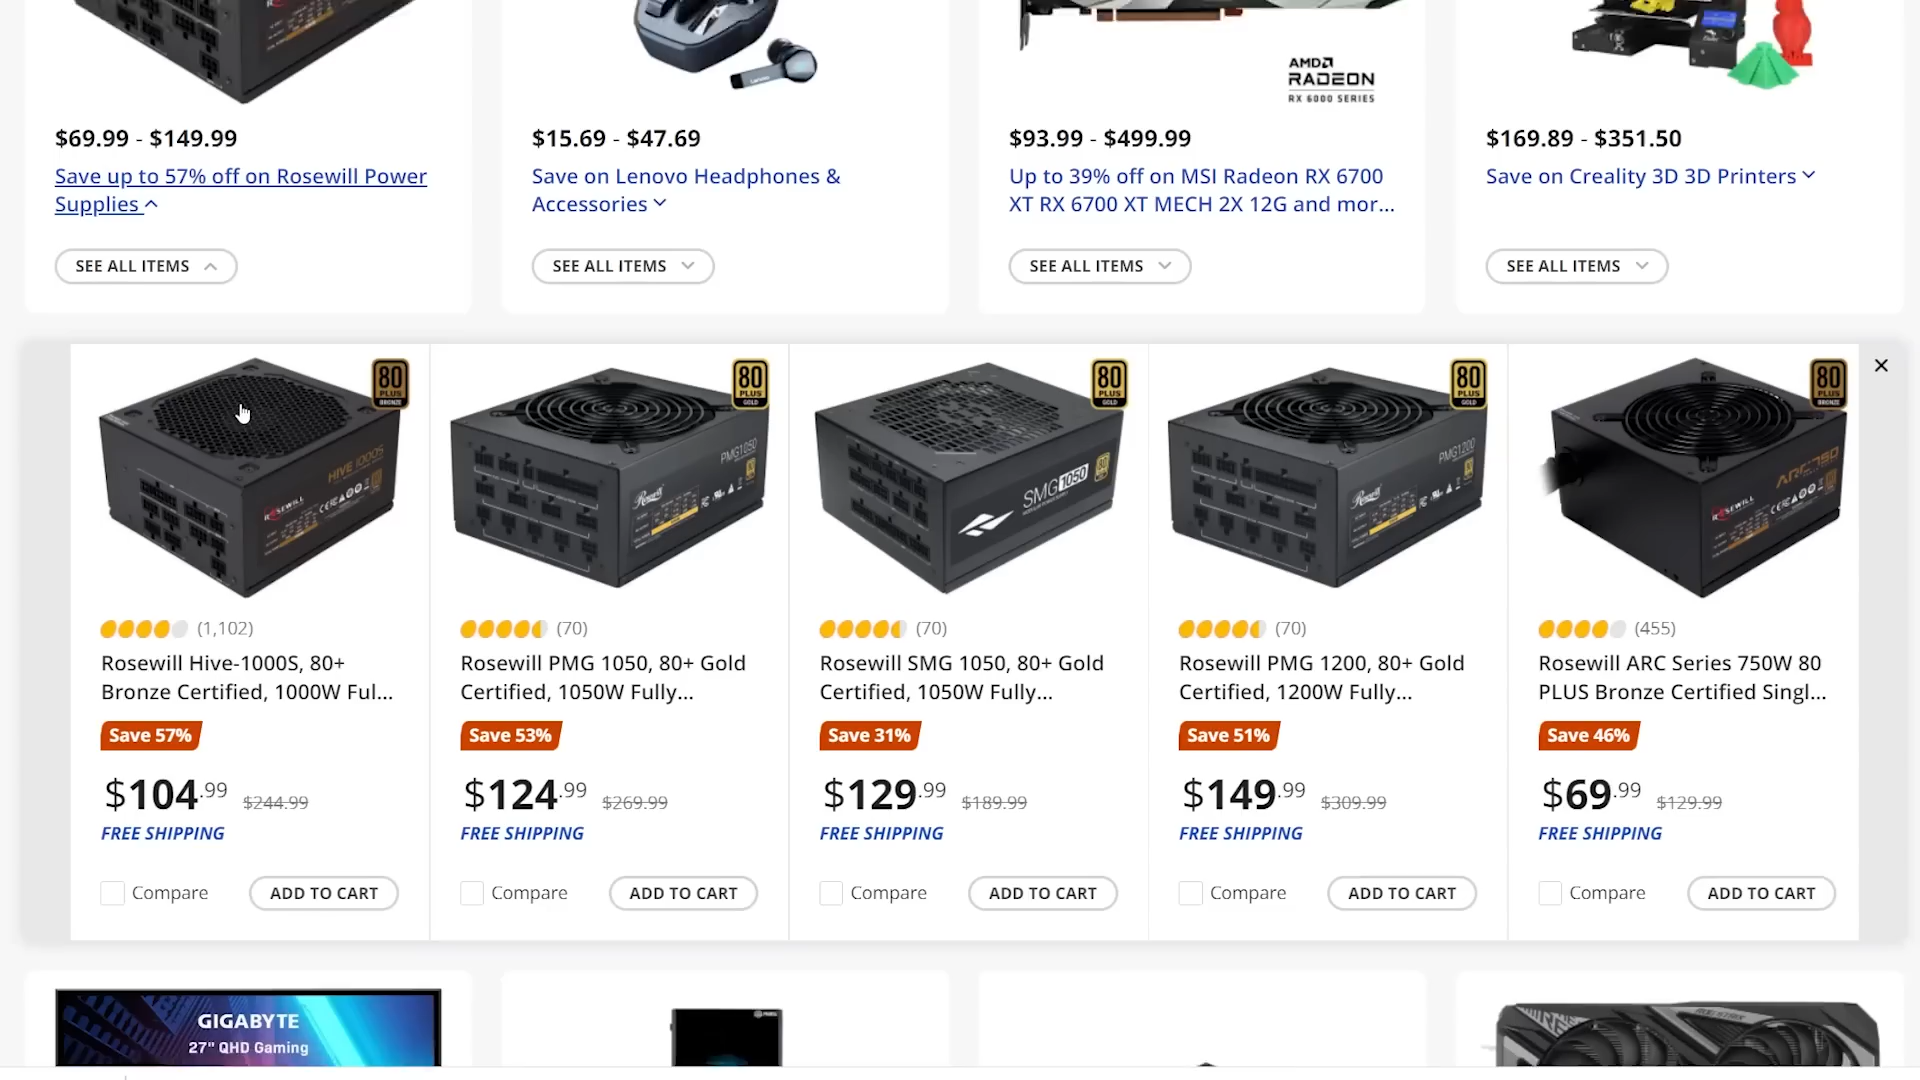 AMD
RADEON
RX 6000 SERIES
$69.99 - $149.99
Save up to 57% off on Rosewill Power
Supplies
SEE ALL ITEMS
$15.69 - $47.69
Save on Lenovo Headphones &
Accessories
SEE ALL ITEMS
$93.99 - $499.99
Up to 39% off on MSI Radeon RX 6700
XT RX 6700 XT MECH 2X 12G and mor...
SEE ALL ITEMS
$169.89 - $351.50
Save on Creality 3D 3D Printers
SEE ALL ITEMS
80
PLUS
BRONZE
HIVE 1000S
ROSEWILL
(1,102)
Rosewill Hive-1000S, 80+
Bronze Certified, 1000W Ful...
Save 57%
$104.99 $244.99
FREE SHIPPING
Compare
ADD TO CART
80
PLUS
GOLD
PMG1050
Rosewill
(70)
Rosewill PMG 1050, 80+ Gold
Certified, 1050W Fully...
Save 53%
$124.99 $269.99
FREE SHIPPING
Compare
ADD TO CART
80
PLUS
GOLD
SMG 1050
(70)
Rosewill SMG 1050, 80+ Gold
Certified, 1050W Fully...
Save 31%
$129.99 $189.99
FREE SHIPPING
Compare
ADD TO CART
80
PLUS
GOLD
PMG1200
Rosewill
(70)
Rosewill PMG 1200, 80+ Gold
Certified, 1200W Fully...
Save 51%
$149.99 $309.99
FREE SHIPPING
Compare
ADD TO CART
80
PLUS
BRONZE
ARC 750
ROSEWILL
(455)
Rosewill ARC Series 750W 80
PLUS Bronze Certified Singl...
Save 46%
$69.99 $129.99
FREE SHIPPING
Compare
ADD TO CART
GIGABYTE
27" QHD Gaming